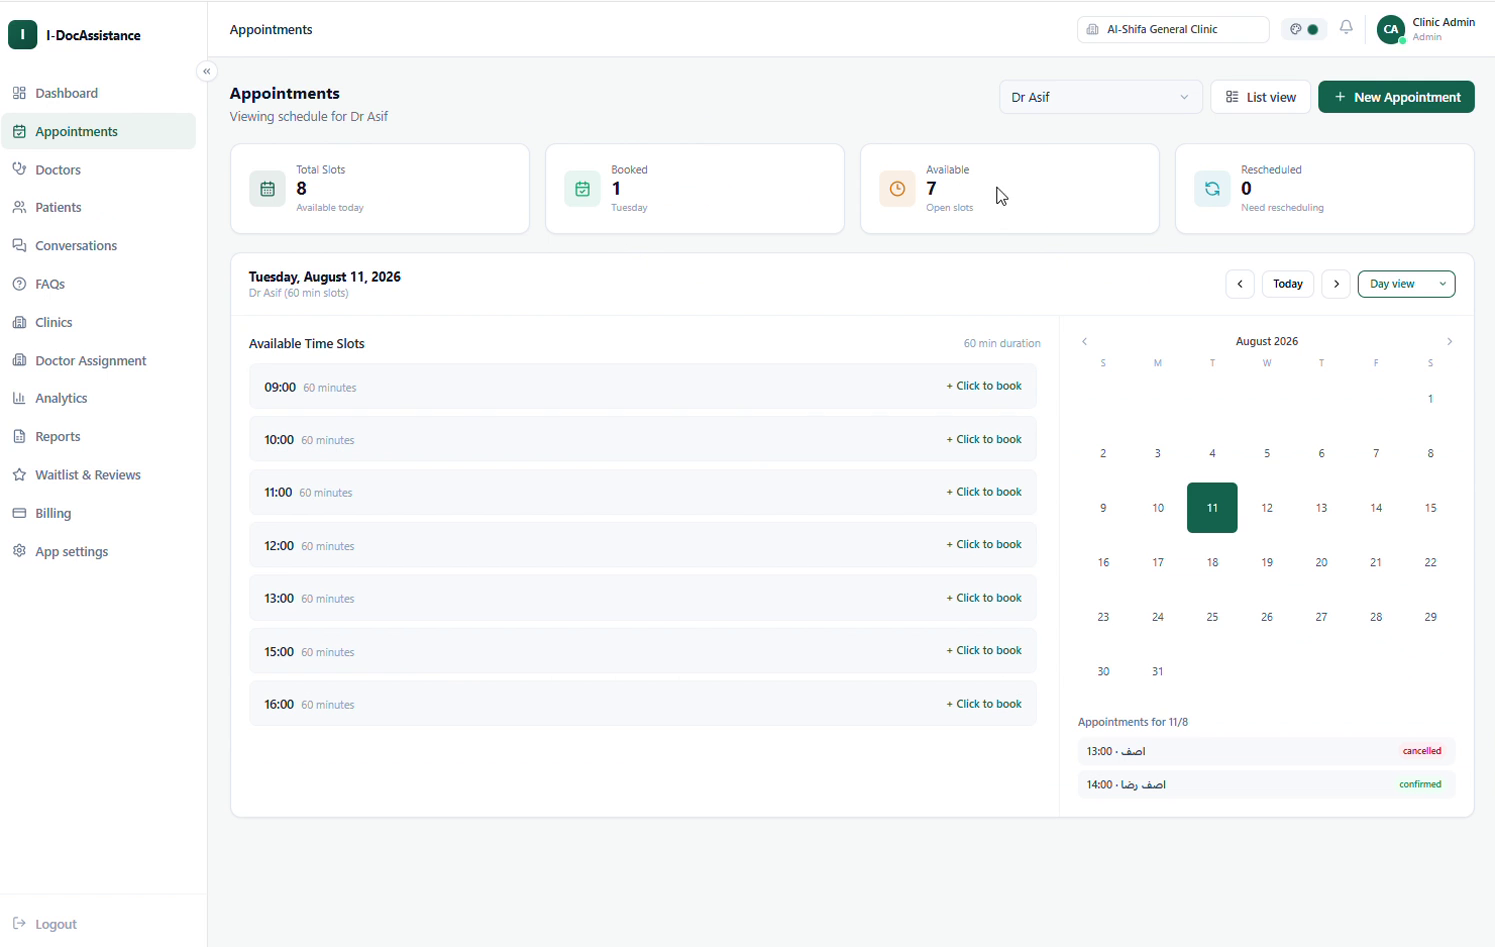 I
I-DocAssistance
Appointments
Al-Shifa General Clinic
CA
Clinic Admin
Admin
«
Dashboard
Appointments
Doctors
Patients
Conversations
FAQs
Clinics
Doctor Assignment
Analytics
Reports
Waitlist & Reviews
Billing
App settings
Logout
Appointments
Viewing schedule for Dr Asif
Dr Asif
List view
+ New Appointment
Total Slots
8
Available today
Booked
1
Tuesday
Available
7
Open slots
Rescheduled
0
Need rescheduling
Tuesday, August 11, 2026
Dr Asif (60 min slots)
Today
Day view
Available Time Slots
60 min duration
09:00 60 minutes + Click to book
10:00 60 minutes + Click to book
11:00 60 minutes + Click to book
12:00 60 minutes + Click to book
13:00 60 minutes + Click to book
15:00 60 minutes + Click to book
16:00 60 minutes + Click to book
August 2026
S M T W T F S
1
2 3 4 5 6 7 8
9 10 11 12 13 14 15
16 17 18 19 20 21 22
23 24 25 26 27 28 29
30 31
Appointments for 11/8
13:00 · اصف cancelled
14:00 · اصف رضا confirmed